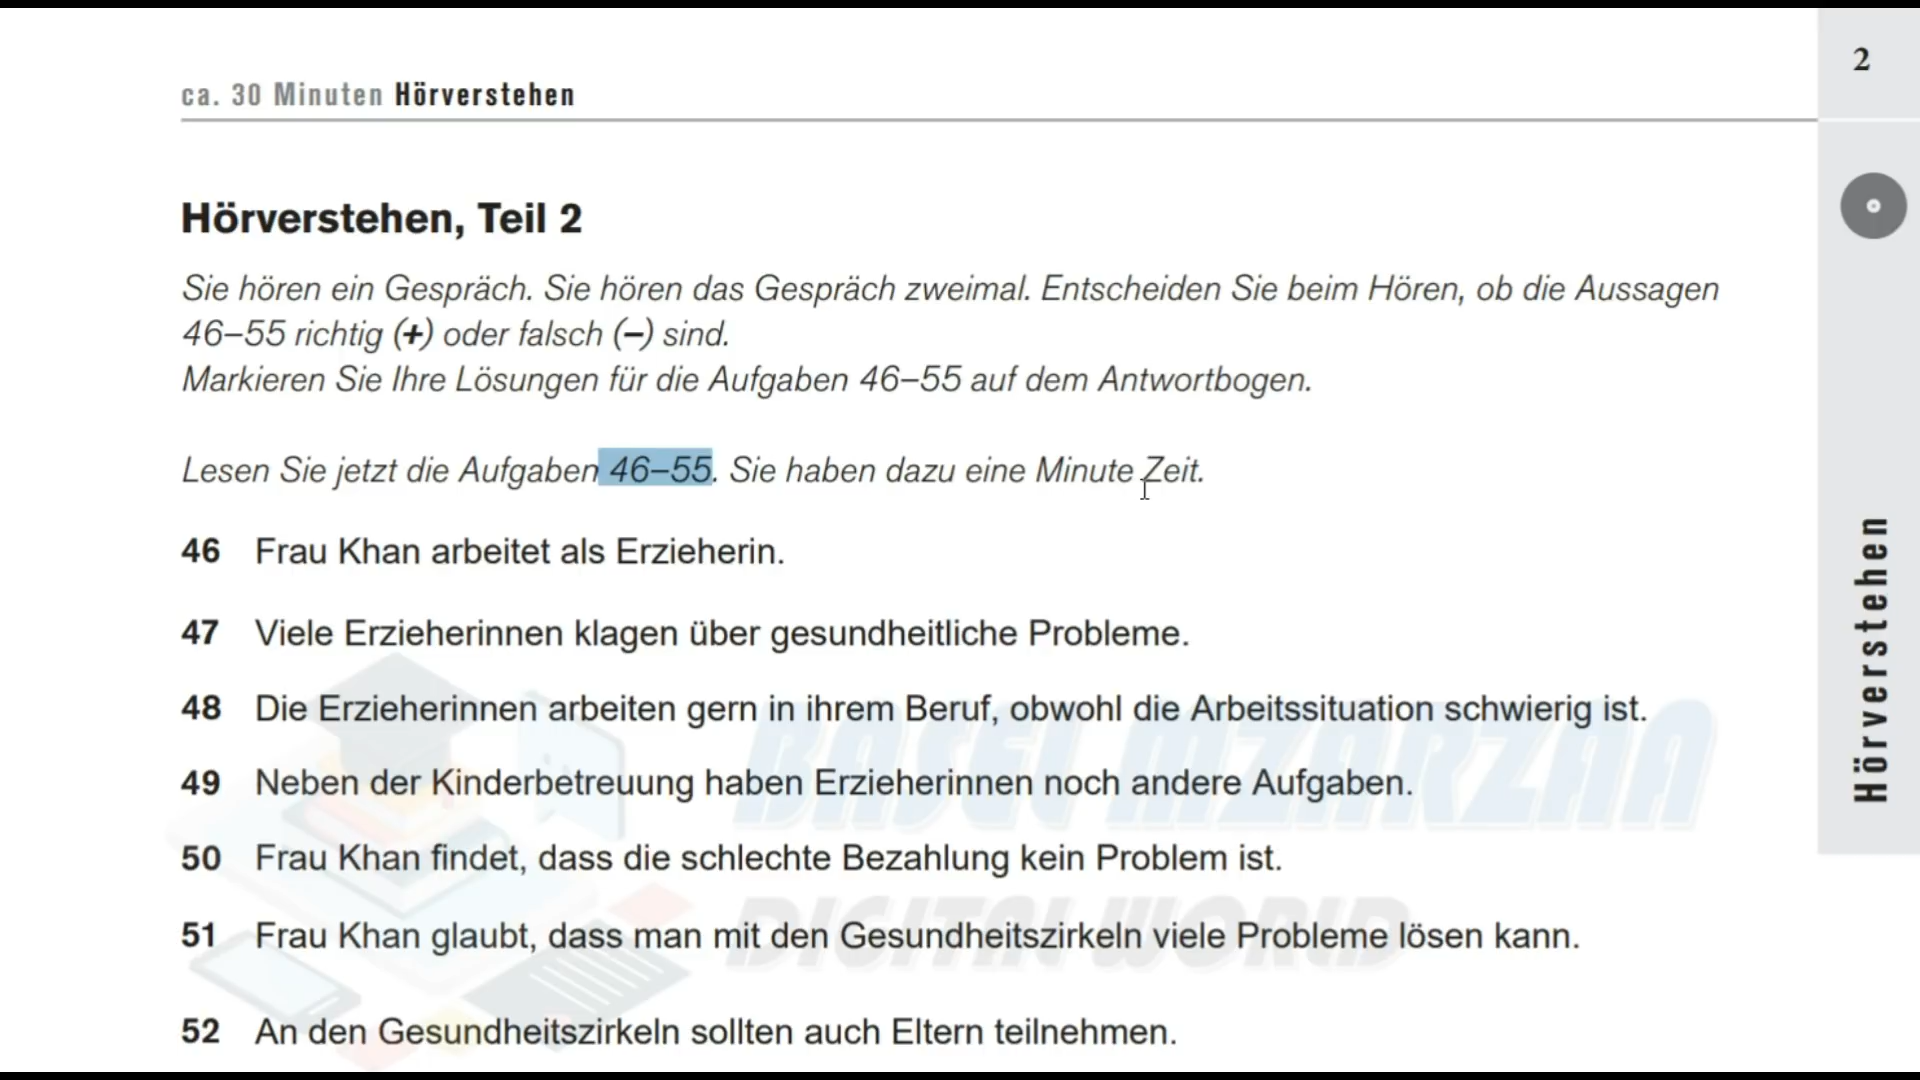 2
ca. 30 Minuten Hörverstehen
Hörverstehen, Teil 2
Sie hören ein Gespräch. Sie hören das Gespräch zweimal. Entscheiden Sie beim Hören, ob die Aussagen
46–55 richtig (+) oder falsch (–) sind.
Markieren Sie Ihre Lösungen für die Aufgaben 46–55 auf dem Antwortbogen.
Lesen Sie jetzt die Aufgaben 46–55. Sie haben dazu eine Minute Zeit.
46 Frau Khan arbeitet als Erzieherin.
47 Viele Erzieherinnen klagen über gesundheitliche Probleme.
48 Die Erzieherinnen arbeiten gern in ihrem Beruf, obwohl die Arbeitssituation schwierig ist.
49 Neben der Kinderbetreuung haben Erzieherinnen noch andere Aufgaben.
50 Frau Khan findet, dass die schlechte Bezahlung kein Problem ist.
51 Frau Khan glaubt, dass man mit den Gesundheitszirkeln viele Probleme lösen kann.
52 An den Gesundheitszirkeln sollten auch Eltern teilnehmen.
Hörverstehen
BASEL MZARZAA
DIGITAL WORLD